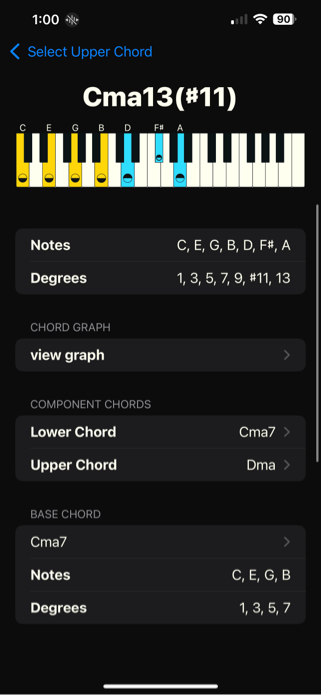 1:00 90
Select Upper Chord
Cma13(#11)
C E G B D F# A
Notes C, E, G, B, D, F#, A
Degrees 1, 3, 5, 7, 9, #11, 13
CHORD GRAPH
view graph
COMPONENT CHORDS
Lower Chord Cma7
Upper Chord Dma
BASE CHORD
Cma7
Notes C, E, G, B
Degrees 1, 3, 5, 7